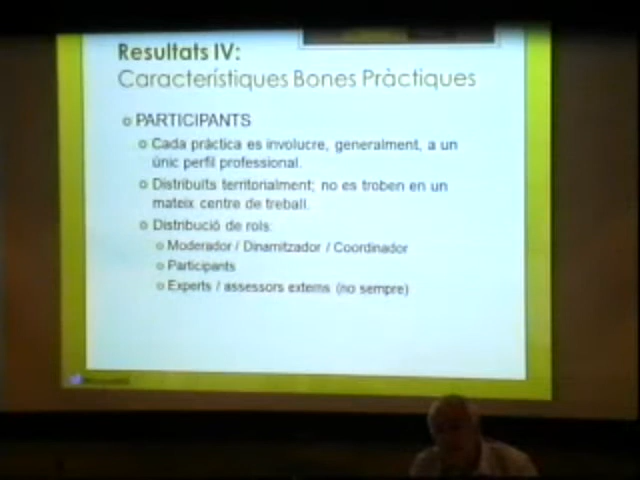 Resultats IV:
Característiques Bones Pràctiques
PARTICIPANTS
Cada pràctica es involucre, generalment, a un
únic perfil professional.
Distribuïts territorialment; no es troben en un
mateix centre de treball.
Distribució de rols:
Moderador / Dinamitzador / Coordinador
Participants
Experts / assessors externs (no sempre)